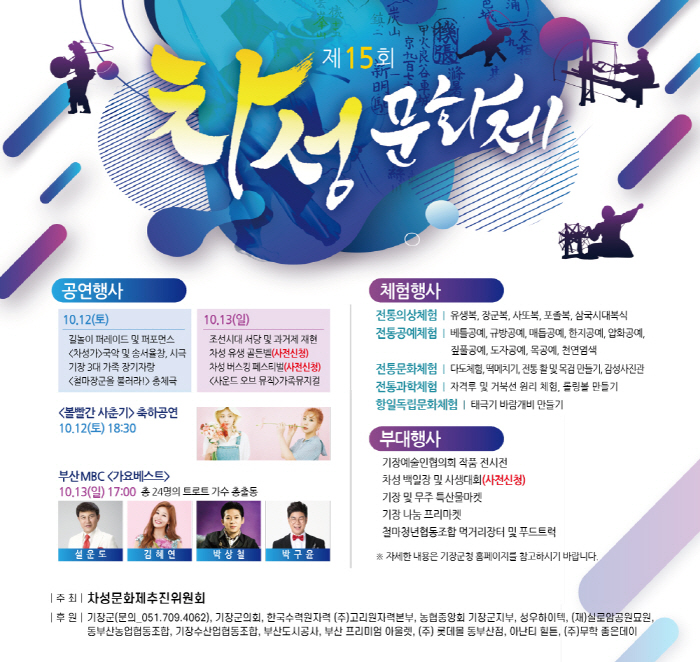 제15회
차성문화제
공연행사
10.12(토)
길놀이 퍼레이드 및 퍼포먼스
<차성가>국악 및 송서율창, 시극
기장 3대 가족 장기자랑
<철마장군을 불러라!> 총체극
10.13(일)
조선시대 서당 및 과거제 재현
차성 유생 골든벨(사전신청)
차성 버스킹 페스티벌(사전신청)
<사운드 오브 뮤직>가족뮤지컬
<볼빨간 사춘기> 축하공연
10.12(토) 18:30
부산MBC <가요베스트>
10.13(일) 17:00 총 24명의 트로트 가수 총출동
설운도
김혜연
박상철
박구윤
체험행사
전통의상체험 | 유생복, 장군복, 사또복, 포졸복, 삼국시대복식
전통공예체험 | 베틀공예, 규방공예, 매듭공예, 한지공예, 압화공예,
짚풀공예, 도자공예, 목공예, 천연염색
전통문화체험 | 다도체험, 떡메치기, 전통 활 및 목검 만들기, 감성사진관
전통과학체험 | 자격루 및 거북선 원리 체험, 롤링볼 만들기
항일독립문화체험 | 태극기 바람개비 만들기
부대행사
기장예술인협의회 작품 전시전
차성 백일장 및 사생대회(사전신청)
기장 및 무주 특산물마켓
기장 나눔 프리마켓
철마청년협동조합 먹거리장터 및 푸드트럭
※ 자세한 내용은 기장군청 홈페이지를 참고하시기 바랍니다.
| 주 최 | 차성문화제추진위원회
| 후 원 | 기장군(문의_051.709.4062), 기장군의회, 한국수력원자력 (주)고리원자력본부, 농협중앙회 기장군지부, 성우하이텍, (재)실로암공원묘원,
동부산농업협동조합, 기장수산업협동조합, 부산도시공사, 부산 프리미엄 아울렛, (주) 롯데몰 동부산점, 아난티 힐튼, (주)무학 좋은데이